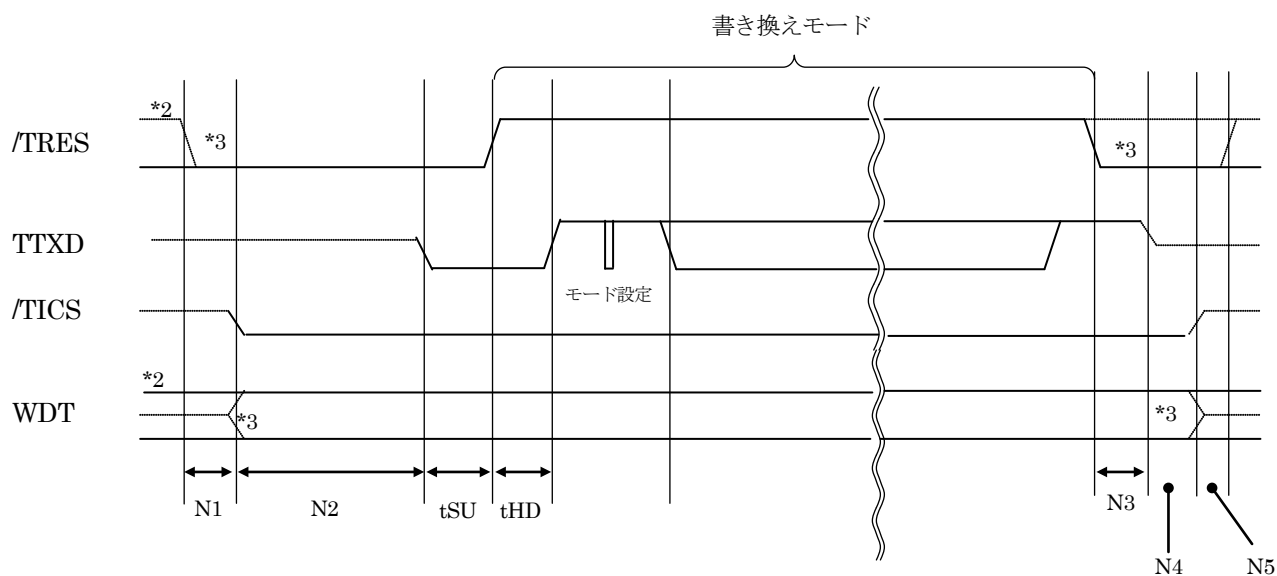 書き換えモード
*2
*3
*3
/TRES
TTXD
モード設定
/TICS
*2
WDT
*3
*3
N1
N2
tSU
tHD
N3
N4
N5